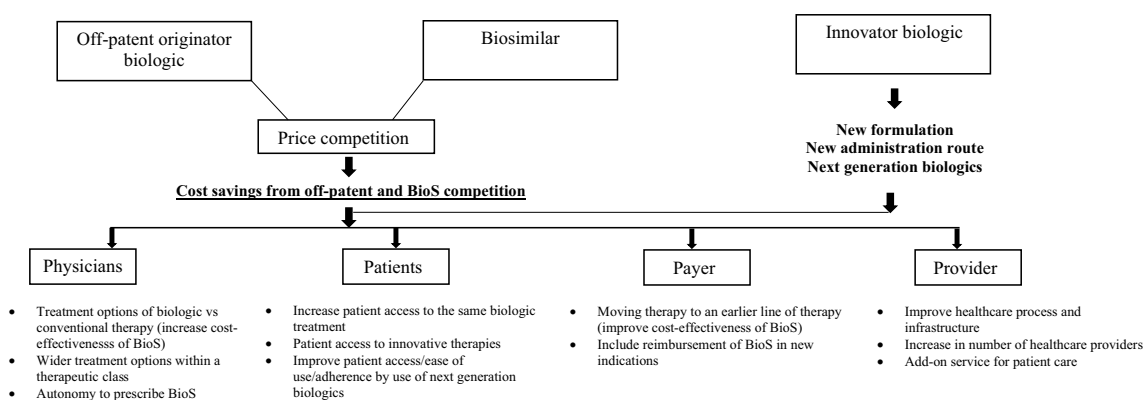 Off-patent originator
biologic
Biosimilar
Innovator biologic
Price competition
New formulation
New administration route
Next generation biologics
Cost savings from off-patent and BioS competition
Physicians
Patients
Payer
Provider
• Treatment options of biologic vs
conventional therapy (increase cost-
effectivenesss of BioS)
• Wider treatment options within a
therapeutic class
• Autonomy to prescribe BioS
• Increase patient access to the same biologic
treatment
• Patient access to innovative therapies
• Improve patient access/ease of
use/adherence by use of next generation
biologics
• Moving therapy to an earlier line of therapy
(improve cost-effectiveness of BioS)
• Include reimbursement of BioS in new
indications
• Improve healthcare process and
infrastructure
• Increase in number of healthcare providers
• Add-on service for patient care